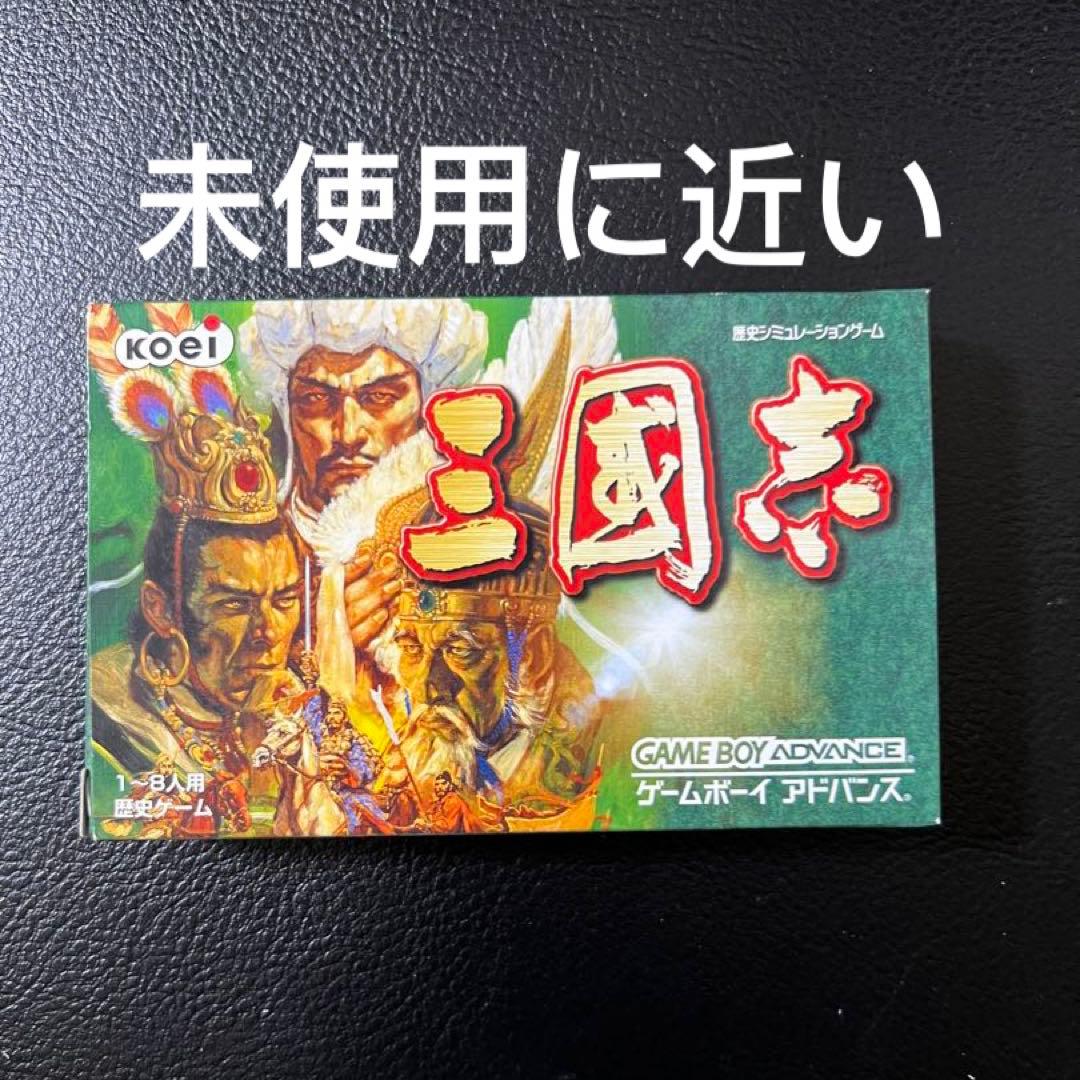 未使用に近い
KOEI
歴史シミュレーションゲーム
三國志
1～8人用
歴史ゲーム
GAME BOY ADVANCE
ゲームボーイ アドバンス